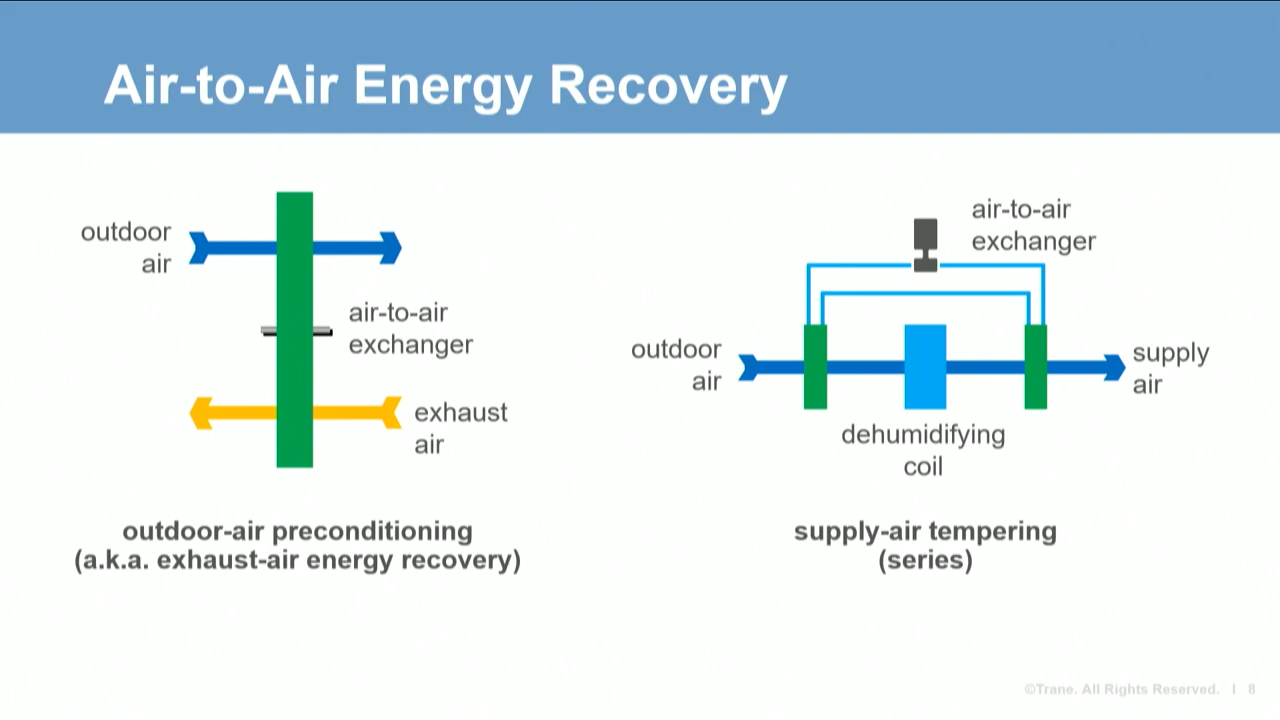 Air-to-Air Energy Recovery
outdoor
air
air-to-air
exchanger
exhaust
air
outdoor-air preconditioning
(a.k.a. exhaust-air energy recovery)
air-to-air
exchanger
outdoor
air
supply
air
dehumidifying
coil
supply-air tempering
(series)
©Trane. All Rights Reserved. I 8